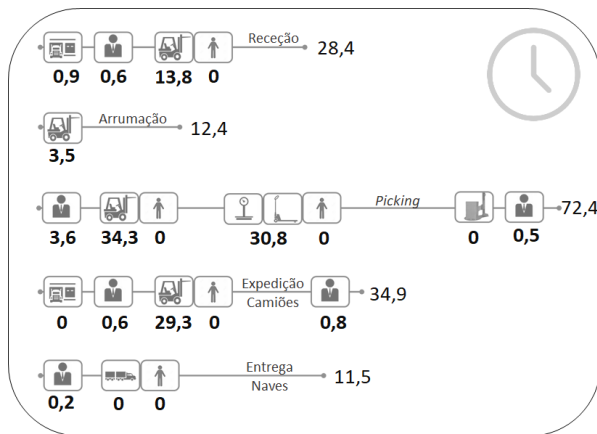 Receção
28,4
0,9 0,6 13,8 0
Arrumação
12,4
3,5
Picking
72,4
3,6 34,3 0 30,8 0 0 0,5
Expedição
Camiões
34,9
0 0,6 29,3 0 0,8
Entrega
Naves
11,5
0,2 0 0